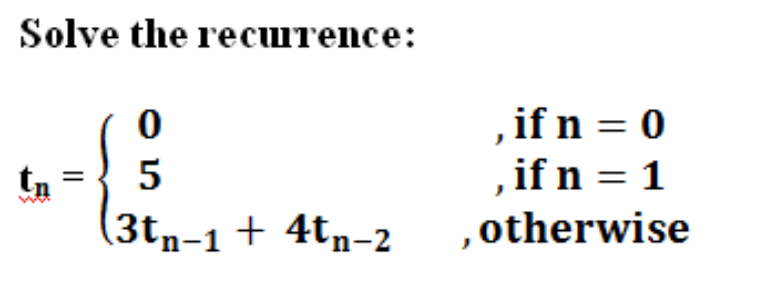 Solve the recurrence:
0 , if n = 0
tn = { 5 , if n = 1
3tn−1 + 4tn−2 , otherwise